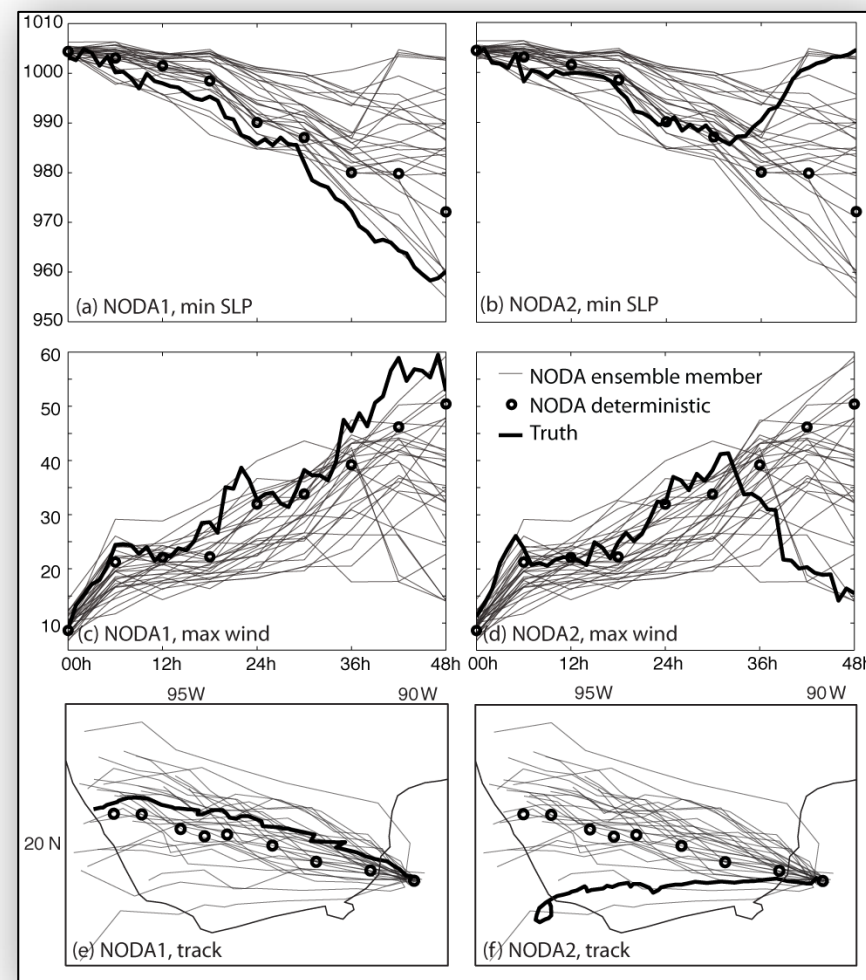 1010
1000
990
980
970
960
950
(a) NODA1, min SLP
(b) NODA2, min SLP
60
50
40
30
20
10
NODA ensemble member
NODA deterministic
Truth
(c) NODA1, max wind
(d) NODA2, max wind
00h 12h 24h 36h 48h
00h 12h 24h 36h 48h
95W 90W
95W 90W
20 N
(e) NODA1, track
(f) NODA2, track